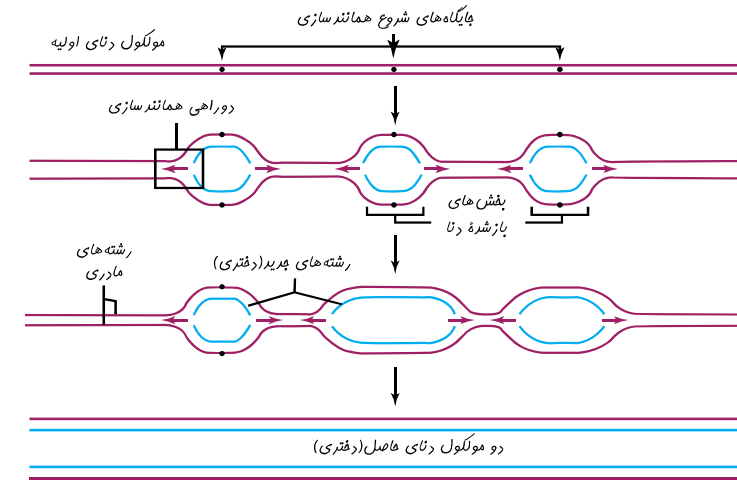 جایگاه‌های شروع همانندسازی
مولکول دنای اولیه
دوراهی همانندسازی
بخش‌های
بازشدهٔ دنا
رشته‌های
مادری
رشته‌های جدید(دختری)
دو مولکول دنای حاصل(دختری)